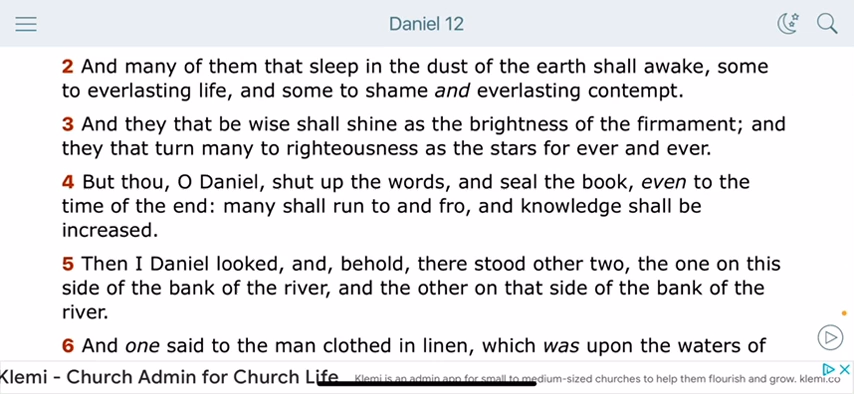 Daniel 12
2 And many of them that sleep in the dust of the earth shall awake, some
to everlasting life, and some to shame and everlasting contempt.
3 And they that be wise shall shine as the brightness of the firmament; and
they that turn many to righteousness as the stars for ever and ever.
4 But thou, O Daniel, shut up the words, and seal the book, even to the
time of the end: many shall run to and fro, and knowledge shall be
increased.
5 Then I Daniel looked, and, behold, there stood other two, the one on this
side of the bank of the river, and the other on that side of the bank of the
river.
6 And one said to the man clothed in linen, which was upon the waters of
Klemi - Church Admin for Church Life
Klemi is an admin app for small to medium-sized churches to help them flourish and grow. klemi.co